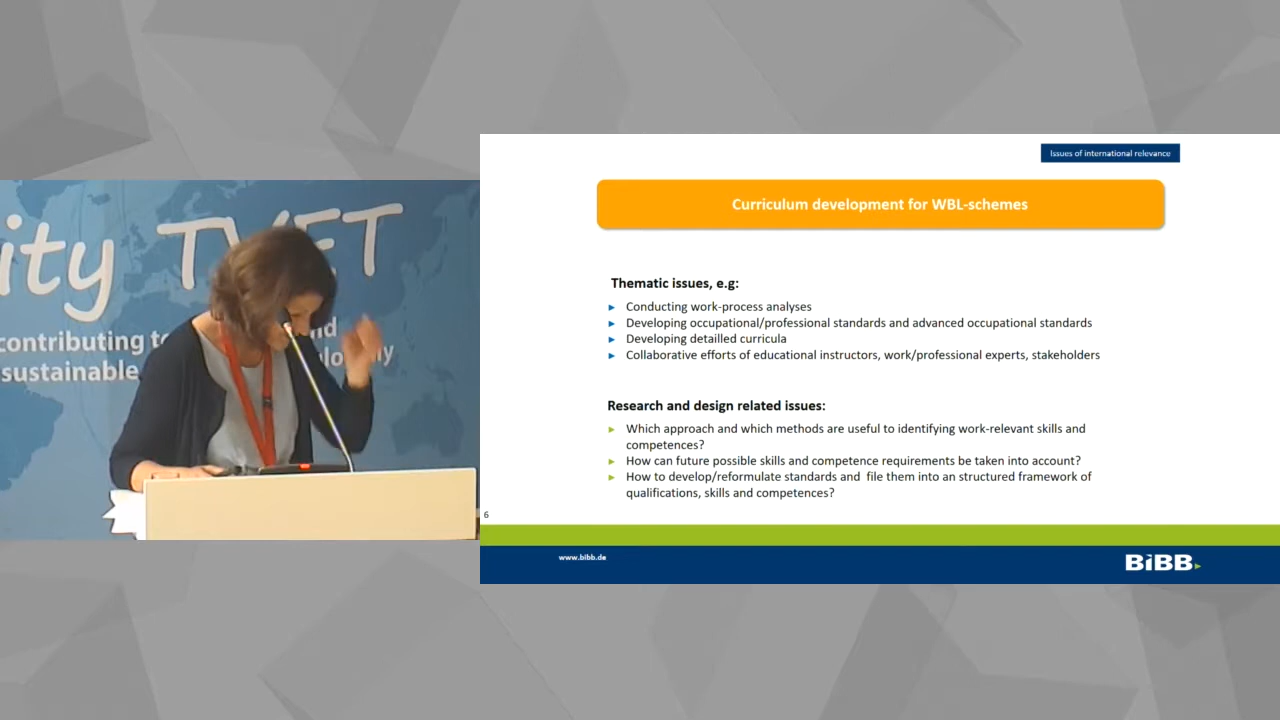 ity TVET
contributing to
sustainable
Issues of international relevance
Curriculum development for WBL-schemes
Thematic issues, e.g:
► Conducting work-process analyses
► Developing occupational/professional standards and advanced occupational standards
► Developing detailled curricula
► Collaborative efforts of educational instructors, work/professional experts, stakeholders
Research and design related issues:
► Which approach and which methods are useful to identifying work-relevant skills and
competences?
► How can future possible skills and competence requirements be taken into account?
► How to develop/reformulate standards and file them into an structured framework of
qualifications, skills and competences?
6
www.bibb.de
BiBB